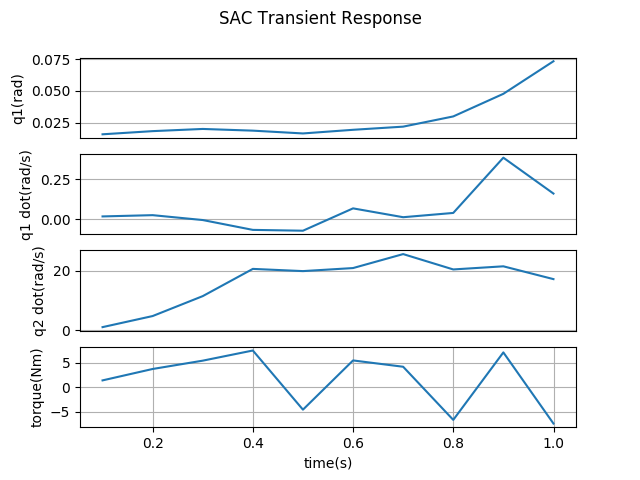 SAC Transient Response
0.075
0.050
0.025
q1(rad)
0.25
0.00
q1 dot(rad/s)
20
0
q2 dot(rad/s)
5
0
−5
torque(Nm)
0.2 0.4 0.6 0.8 1.0
time(s)